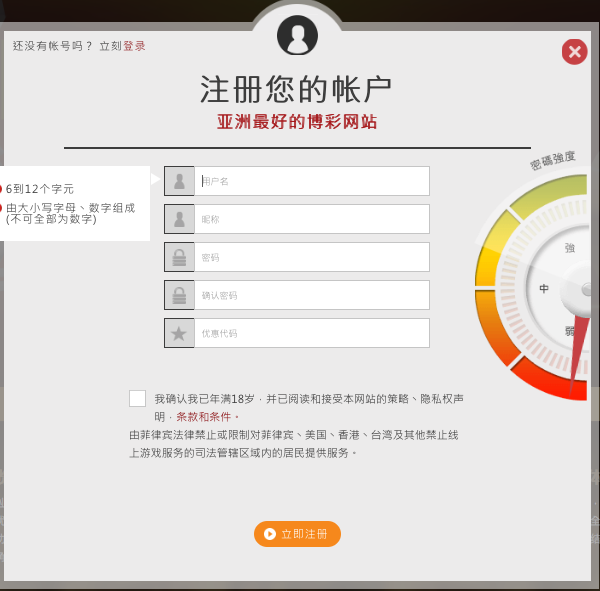 还没有帐号吗？ 立刻登录
注册您的帐户
亚洲最好的博彩网站
密碼強度
6到12个字元
由大小写字母、数字组成
(不可全部为数字)
用户名
昵称
密码
确认密码
优惠代码
強
中
弱
我确认我已年满18岁﹐并已阅读和接受本网站的策略、隐私权声
明﹐条款和条件。
由菲律宾法律禁止或限制对菲律宾、美国、香港、台湾及其他禁止线
上游戏服务的司法管辖区域内的居民提供服务。
立即注册